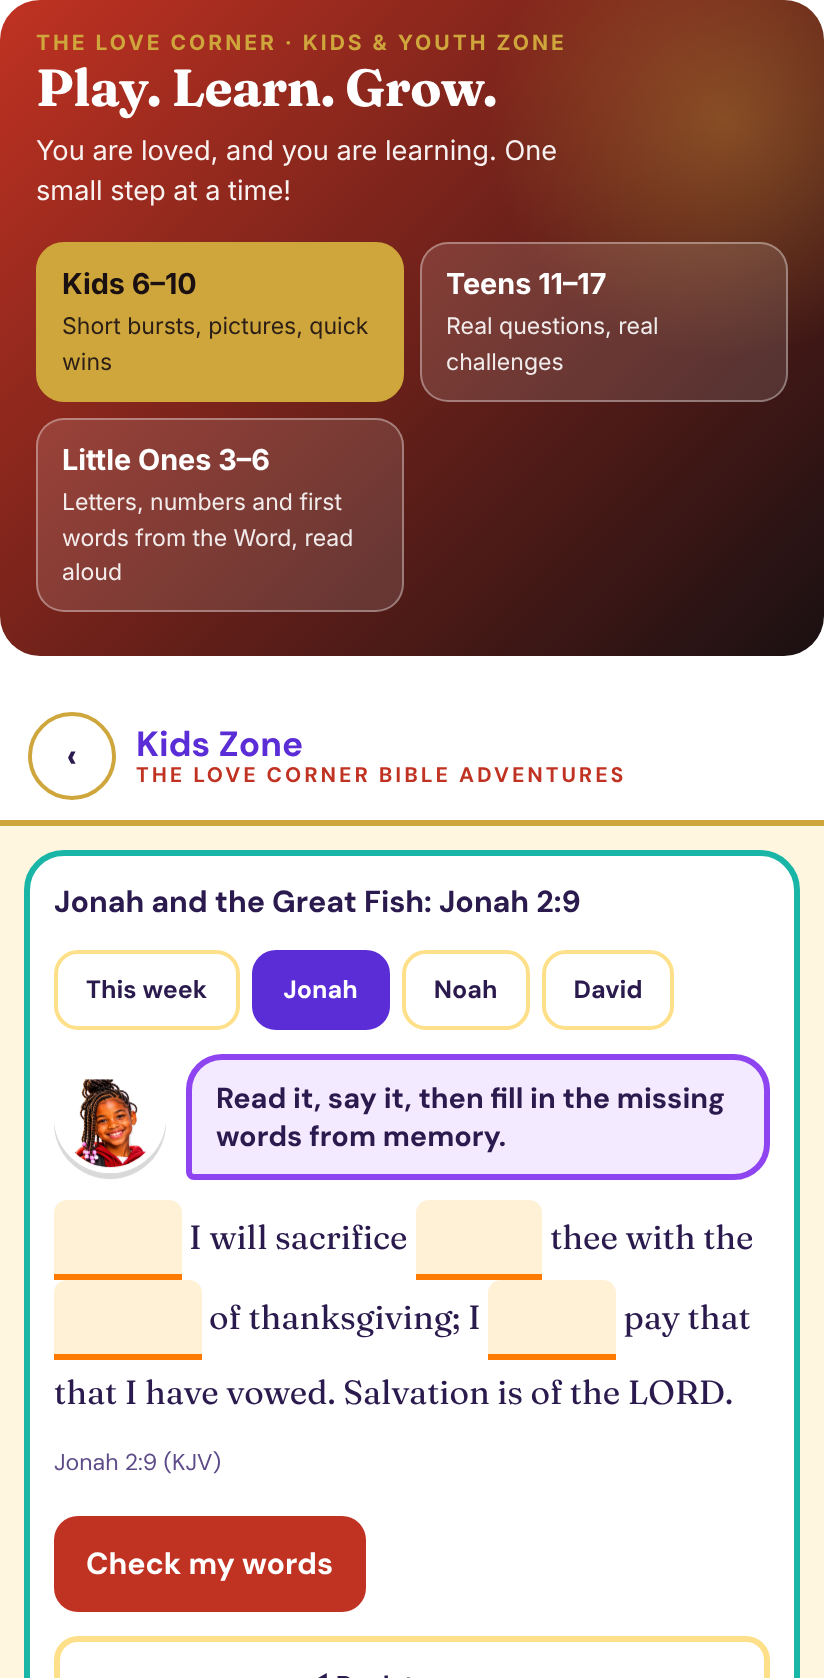 THE LOVE CORNER · KIDS & YOUTH ZONE
Play. Learn. Grow.
You are loved, and you are learning. One
small step at a time!
Kids 6–10
Short bursts, pictures, quick
wins
Teens 11–17
Real questions, real
challenges
Little Ones 3–6
Letters, numbers and first
words from the Word, read
aloud
‹
Kids Zone
THE LOVE CORNER BIBLE ADVENTURES
Jonah and the Great Fish: Jonah 2:9
This week Jonah Noah David
Read it, say it, then fill in the missing
words from memory.
I will sacrifice thee with the
of thanksgiving; I pay that
that I have vowed. Salvation is of the LORD.
Jonah 2:9 (KJV)
Check my words